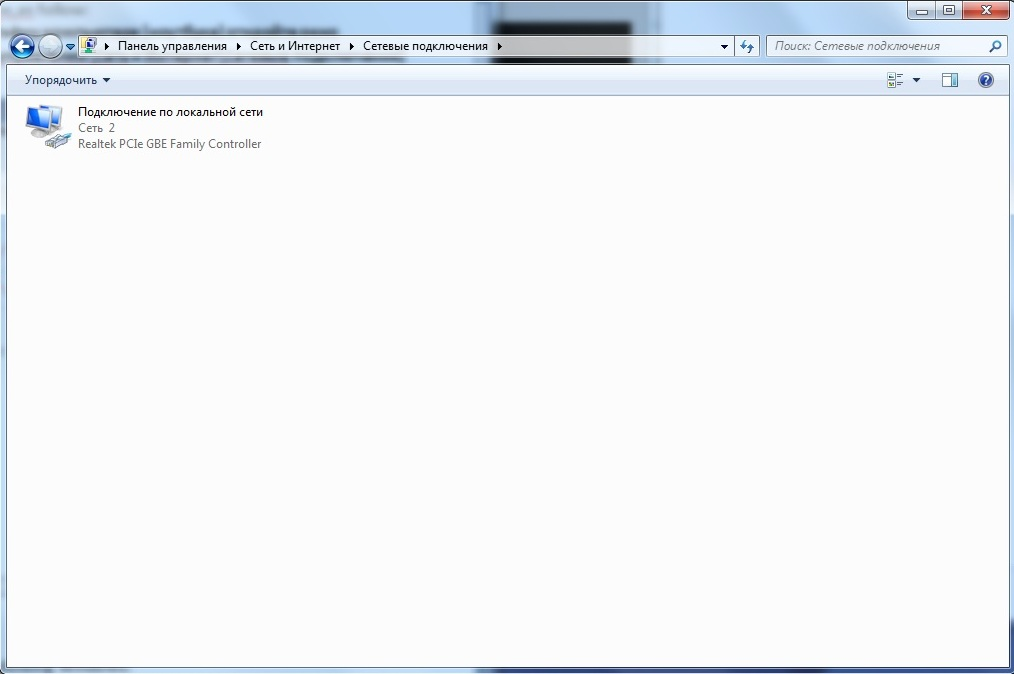 Панель управления Сеть и Интернет Сетевые подключения Поиск: Сетевые подключения
Упорядочить
Подключение по локальной сети
Сеть 2
Realtek PCIe GBE Family Controller